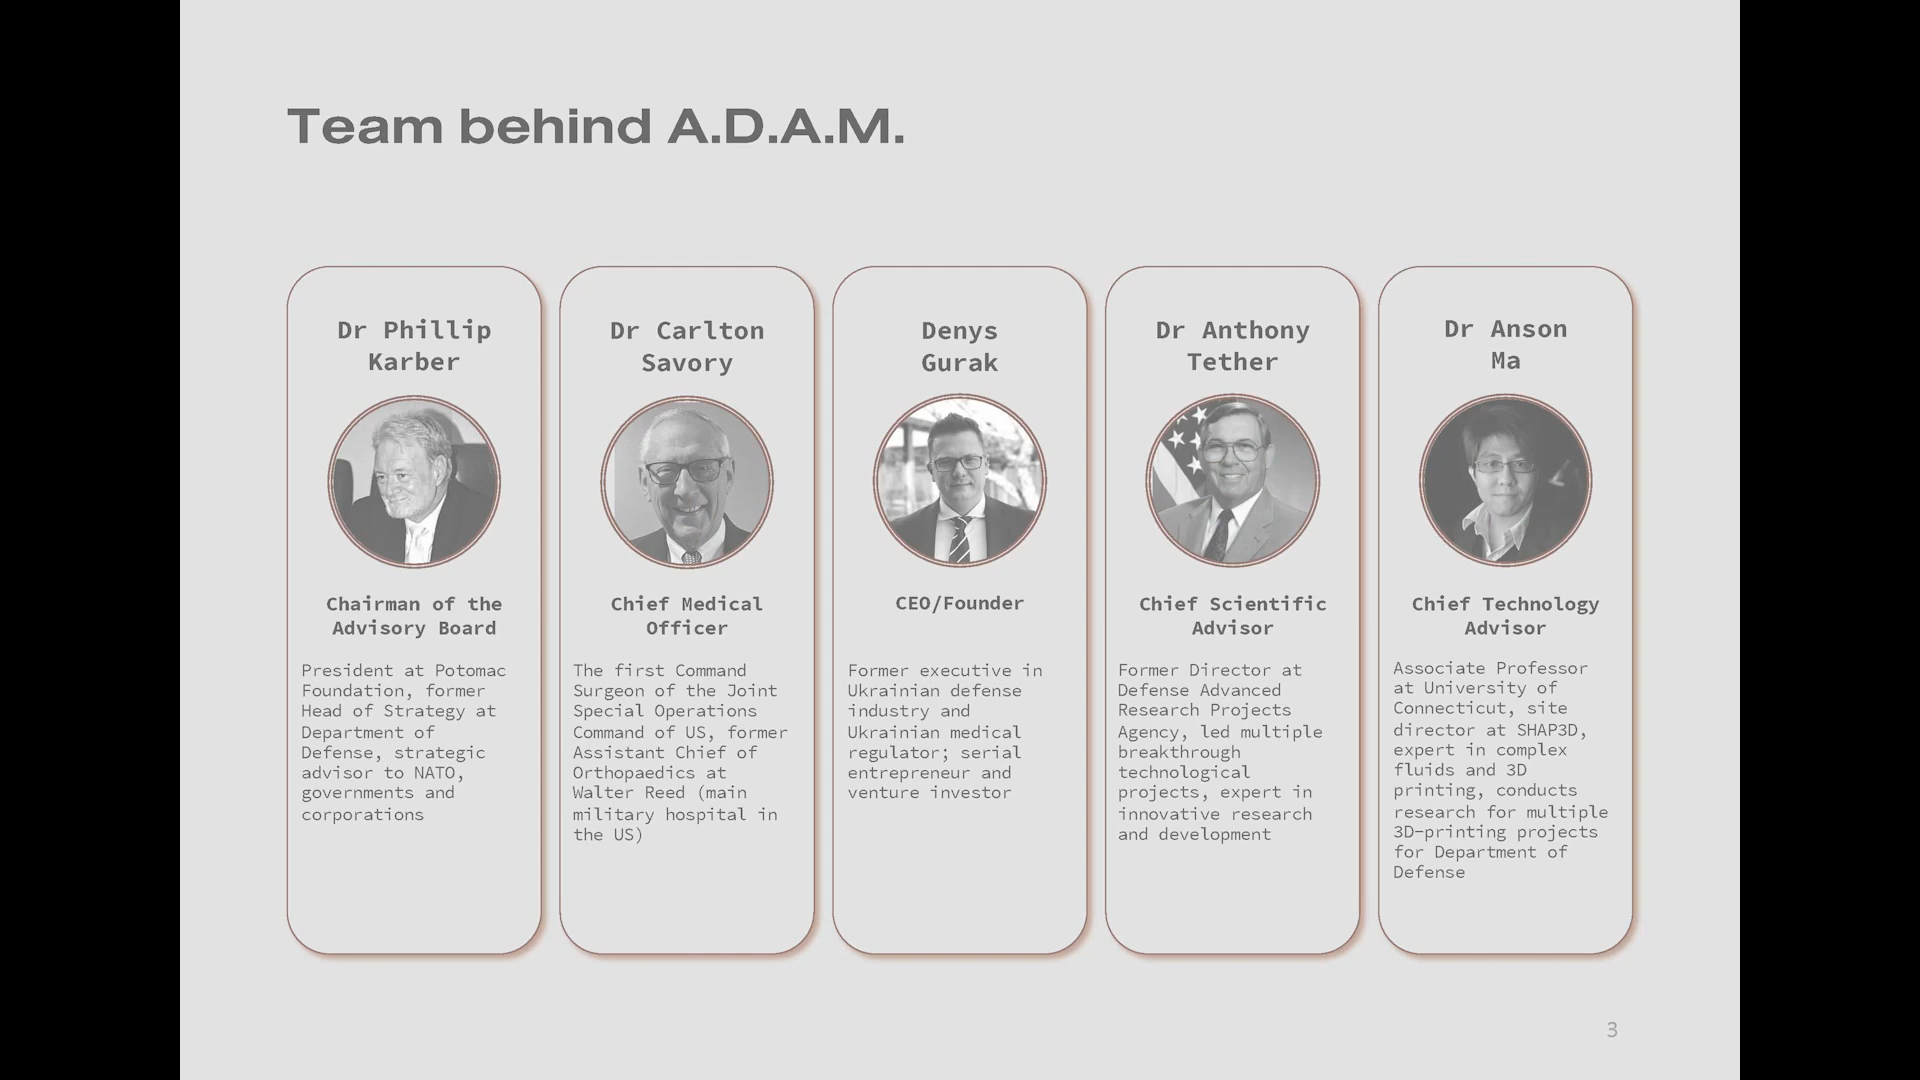 Team behind A.D.A.M.
Dr Phillip
Karber
Chairman of the
Advisory Board
President at Potomac
Foundation, former
Head of Strategy at
Department of
Defense, strategic
advisor to NATO,
governments and
corporations
Dr Carlton
Savory
Chief Medical
Officer
The first Command
Surgeon of the Joint
Special Operations
Command of US, former
Assistant Chief of
Orthopaedics at
Walter Reed (main
military hospital in
the US)
Denys
Gurak
CEO/Founder
Former executive in
Ukrainian defense
industry and
Ukrainian medical
regulator; serial
entrepreneur and
venture investor
Dr Anthony
Tether
Chief Scientific
Advisor
Former Director at
Defense Advanced
Research Projects
Agency, led multiple
breakthrough
technological
projects, expert in
innovative research
and development
Dr Anson
Ma
Chief Technology
Advisor
Associate Professor
at University of
Connecticut, site
director at SHAP3D,
expert in complex
fluids and 3D
printing, conducts
research for multiple
3D-printing projects
for Department of
Defense
3